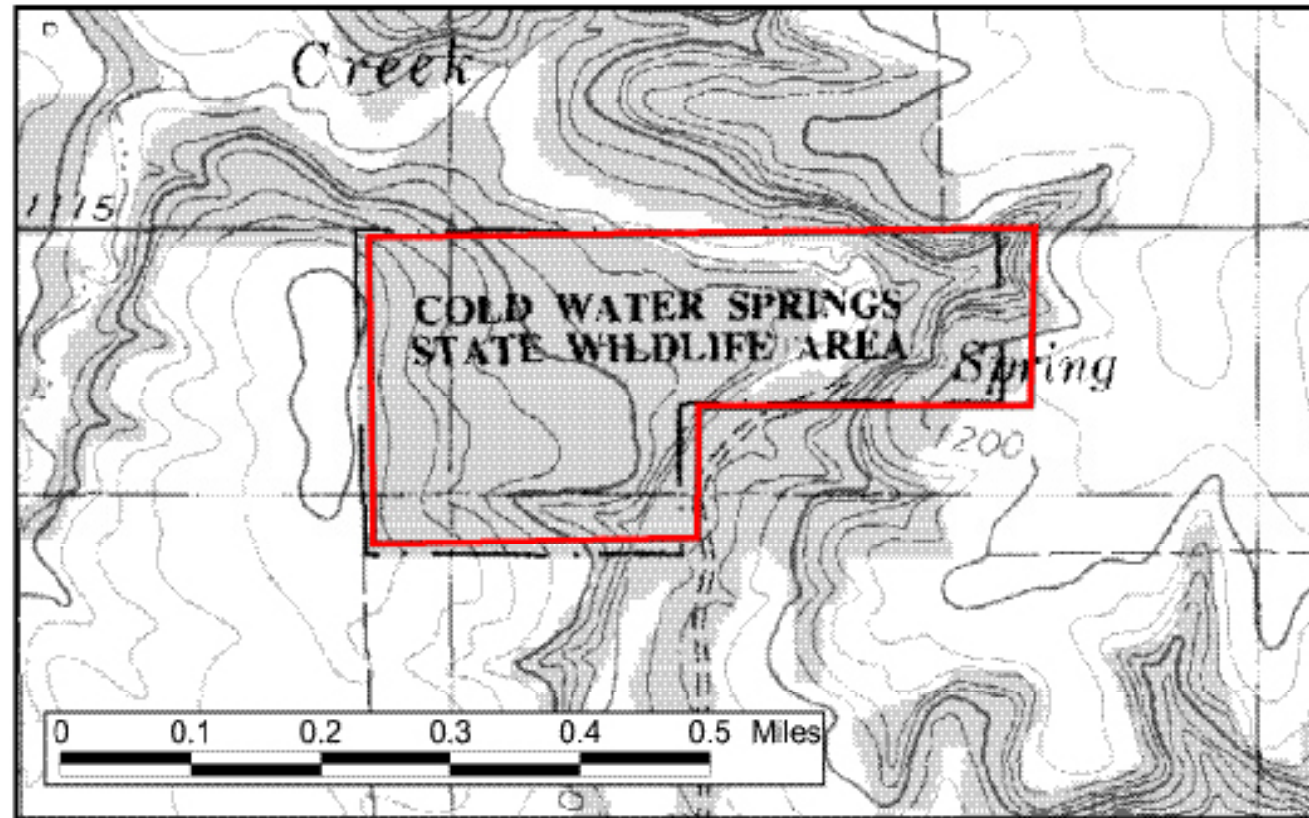 Creek
1115
COLD WATER SPRINGS
STATE WILDLIFE AREA
Spring
1200
0 0.1 0.2 0.3 0.4 0.5 Miles